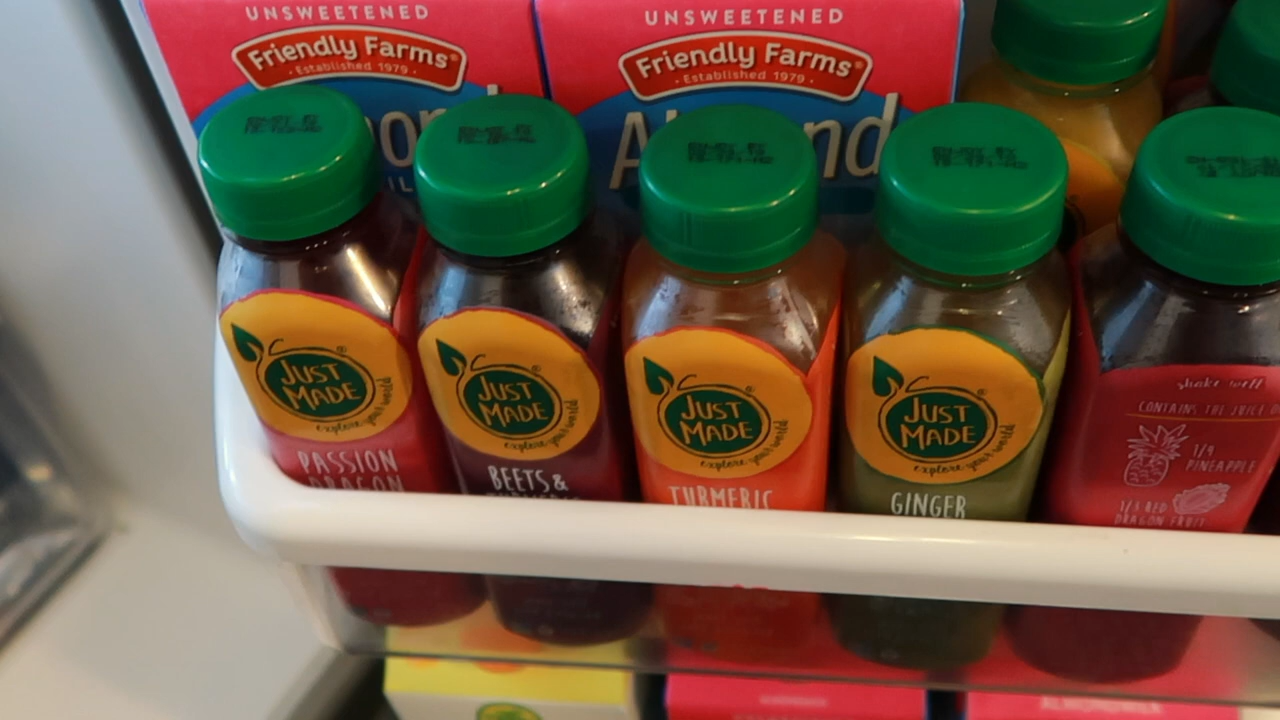 UNSWEETENED
Friendly Farms®
· Established 1979 ·
UNSWEETENED
Friendly Farms®
· Established 1979 ·
Almond
JUST
MADE®
explore your world
PASSION
DRAGON
JUST
MADE®
explore your world
BEETS &
JUST
MADE®
explore your world
TURMERIC
JUST
MADE®
explore your world
GINGER
shake well
CONTAINS THE JUICE
1/4
PINEAPPLE
1/3 RED
DRAGON FRUIT